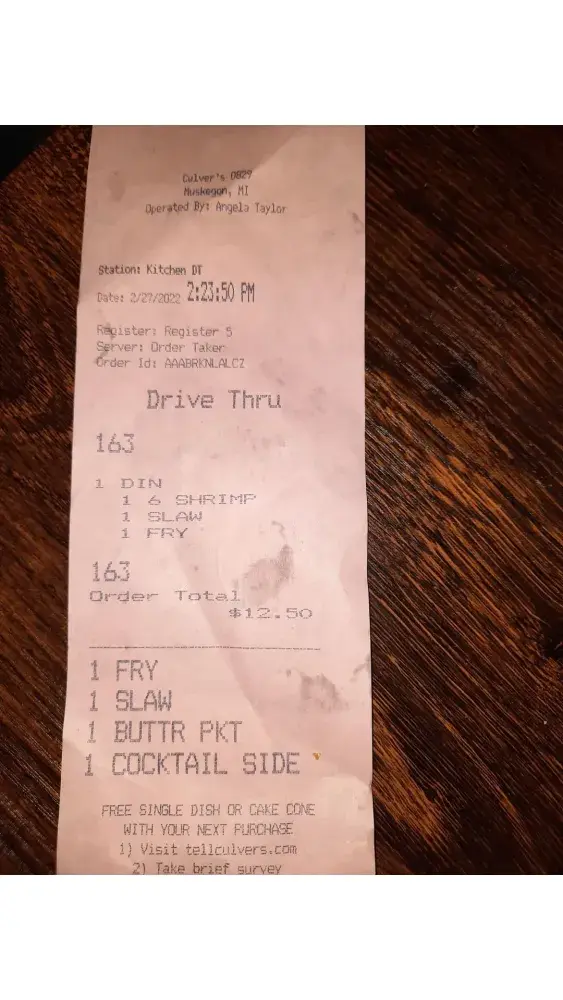 Culver's 0829
Muskegon, MI
Operated By: Angela Taylor
Station: Kitchen DT
Date: 2/27/2022 2:23:50 PM
Register: Register 5
Server: Order Taker
Order Id: AAABRKNLALCZ
Drive Thru
163
1 DIN
1 6 SHRIMP
1 SLAW
1 FRY
163
Order Total
$12.50
1 FRY
1 SLAW
1 BUTTR PKT
1 COCKTAIL SIDE
FREE SINGLE DISH OR CAKE CONE
WITH YOUR NEXT PURCHASE
1) Visit tellculvers.com
2) Take brief survey